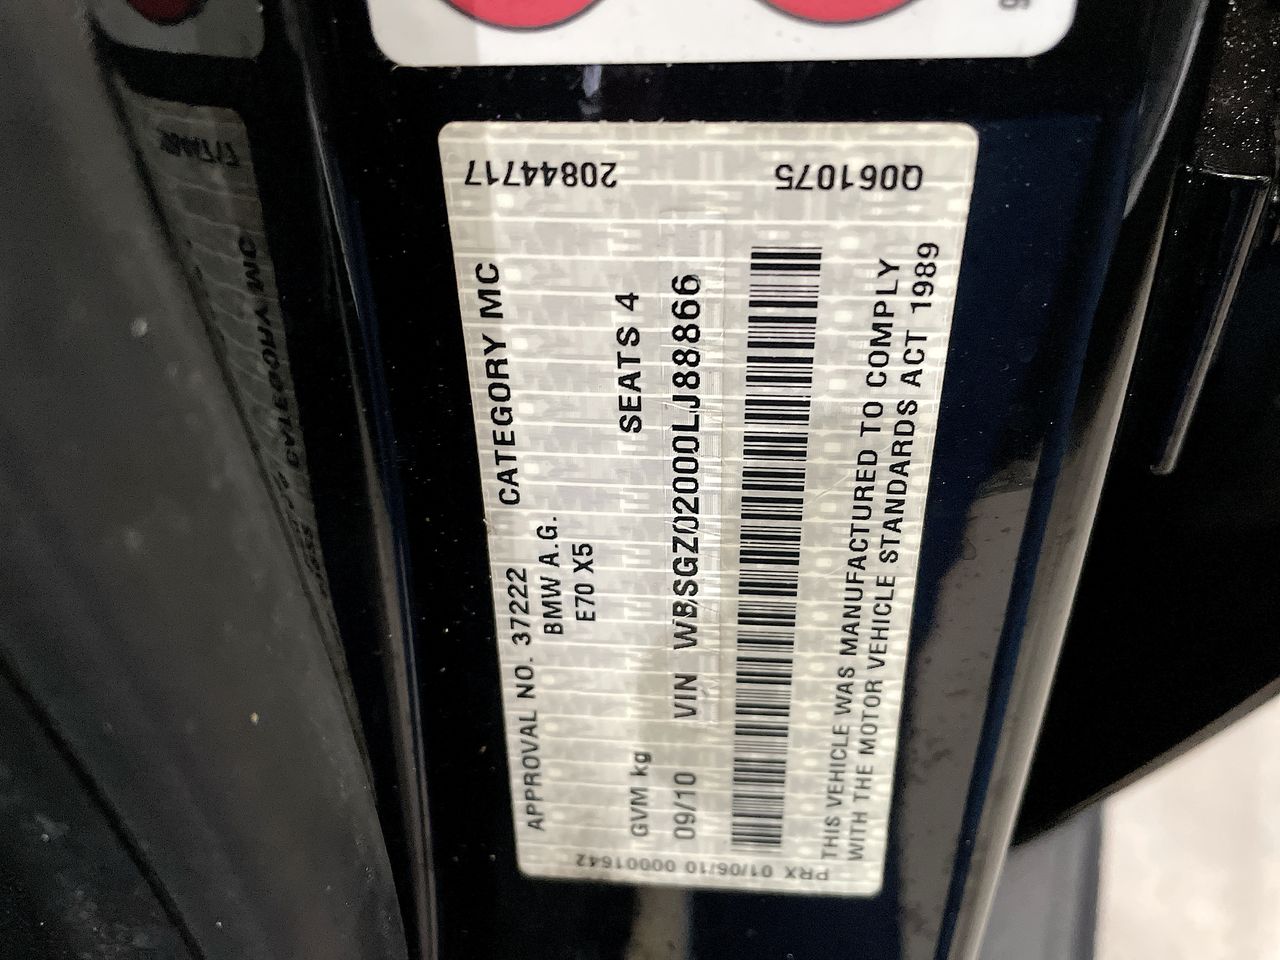 20844717
Q061075
APPROVAL NO. 37222 CATEGORY MC
BMW A.G.
E70 X5
GVM kg SEATS 4
09/10 VIN WBSGZ02000LJ88866
THIS VEHICLE WAS MANUFACTURED TO COMPLY
WITH THE MOTOR VEHICLE STANDARDS ACT 1989
PRX 01/06/10 00001642